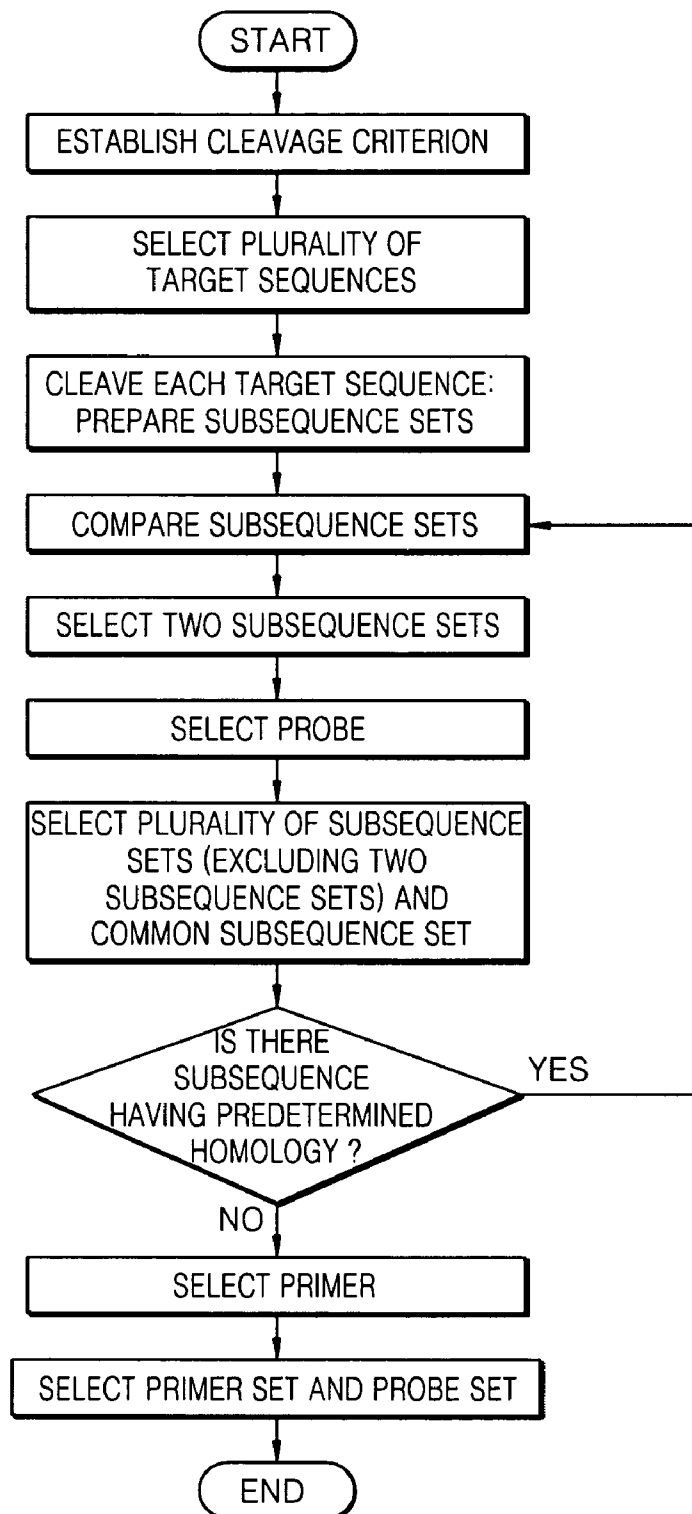 START
ESTABLISH CLEAVAGE CRITERION
SELECT PLURALITY OF
TARGET SEQUENCES
CLEAVE EACH TARGET SEQUENCE:
PREPARE SUBSEQUENCE SETS
COMPARE SUBSEQUENCE SETS
SELECT TWO SUBSEQUENCE SETS
SELECT PROBE
SELECT PLURALITY OF SUBSEQUENCE
SETS (EXCLUDING TWO
SUBSEQUENCE SETS) AND
COMMON SUBSEQUENCE SET
IS THERE
SUBSEQUENCE
HAVING PREDETERMINED
HOMOLOGY ?
YES
NO
SELECT PRIMER
SELECT PRIMER SET AND PROBE SET
END